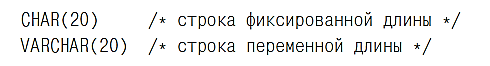 CHAR(20) /* строка фиксированной длины */
VARCHAR(20) /* строка переменной длины */